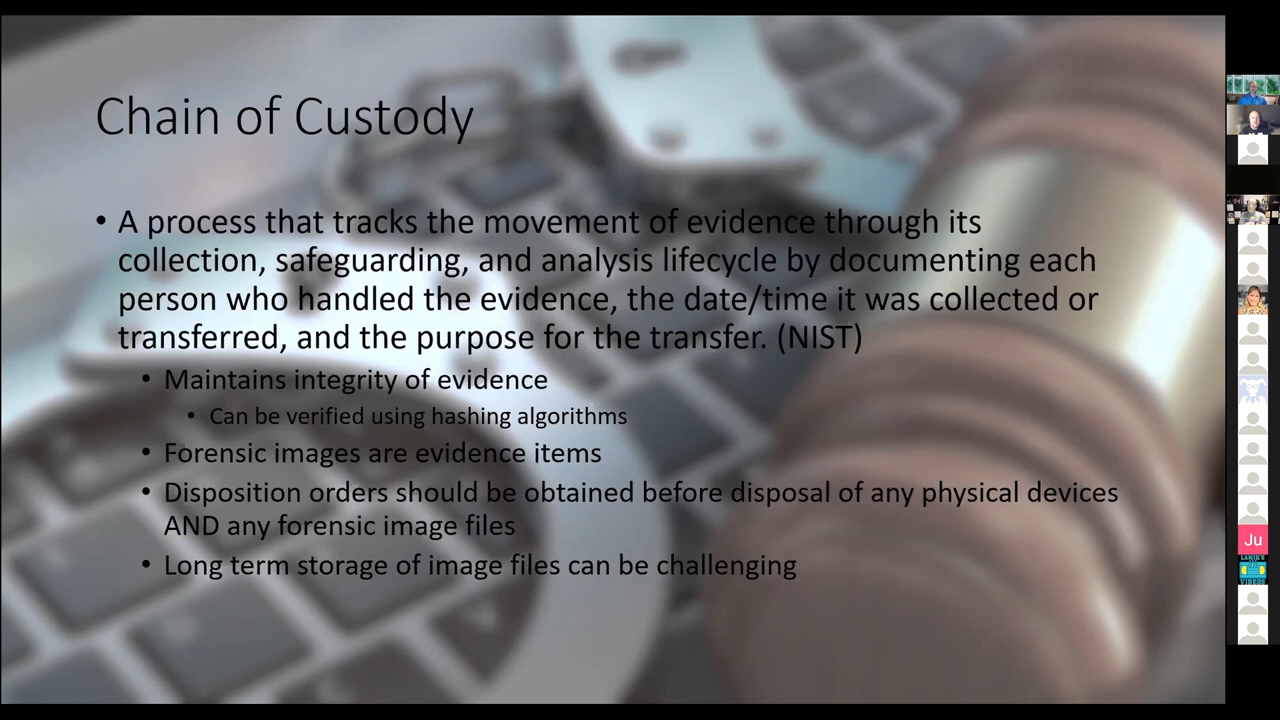 Chain of Custody
• A process that tracks the movement of evidence through its
collection, safeguarding, and analysis lifecycle by documenting each
person who handled the evidence, the date/time it was collected or
transferred, and the purpose for the transfer. (NIST)
• Maintains integrity of evidence
• Can be verified using hashing algorithms
• Forensic images are evidence items
• Disposition orders should be obtained before disposal of any physical devices
AND any forensic image files
• Long term storage of image files can be challenging
Ju
VIDEOS